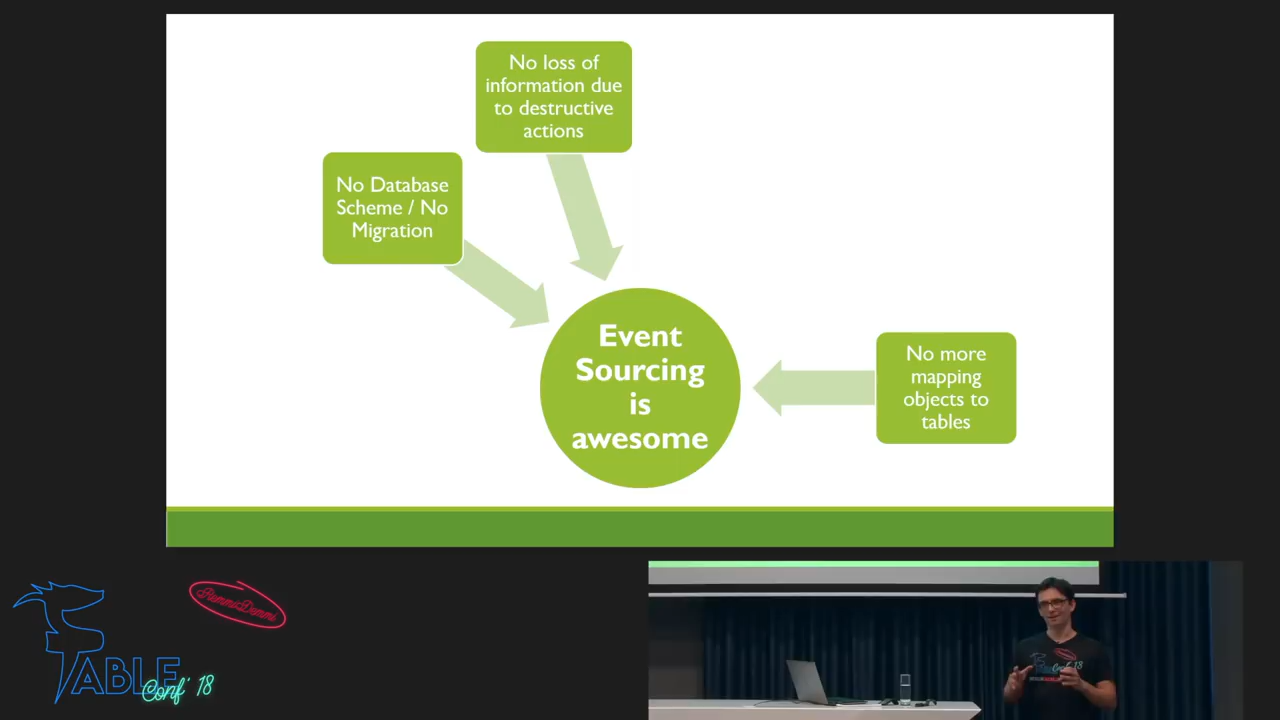 No loss of
information due
to destructive
actions
No Database
Scheme / No
Migration
Event
Sourcing
is
awesome
No more
mapping
objects to
tables
FABLE
Conf' 18